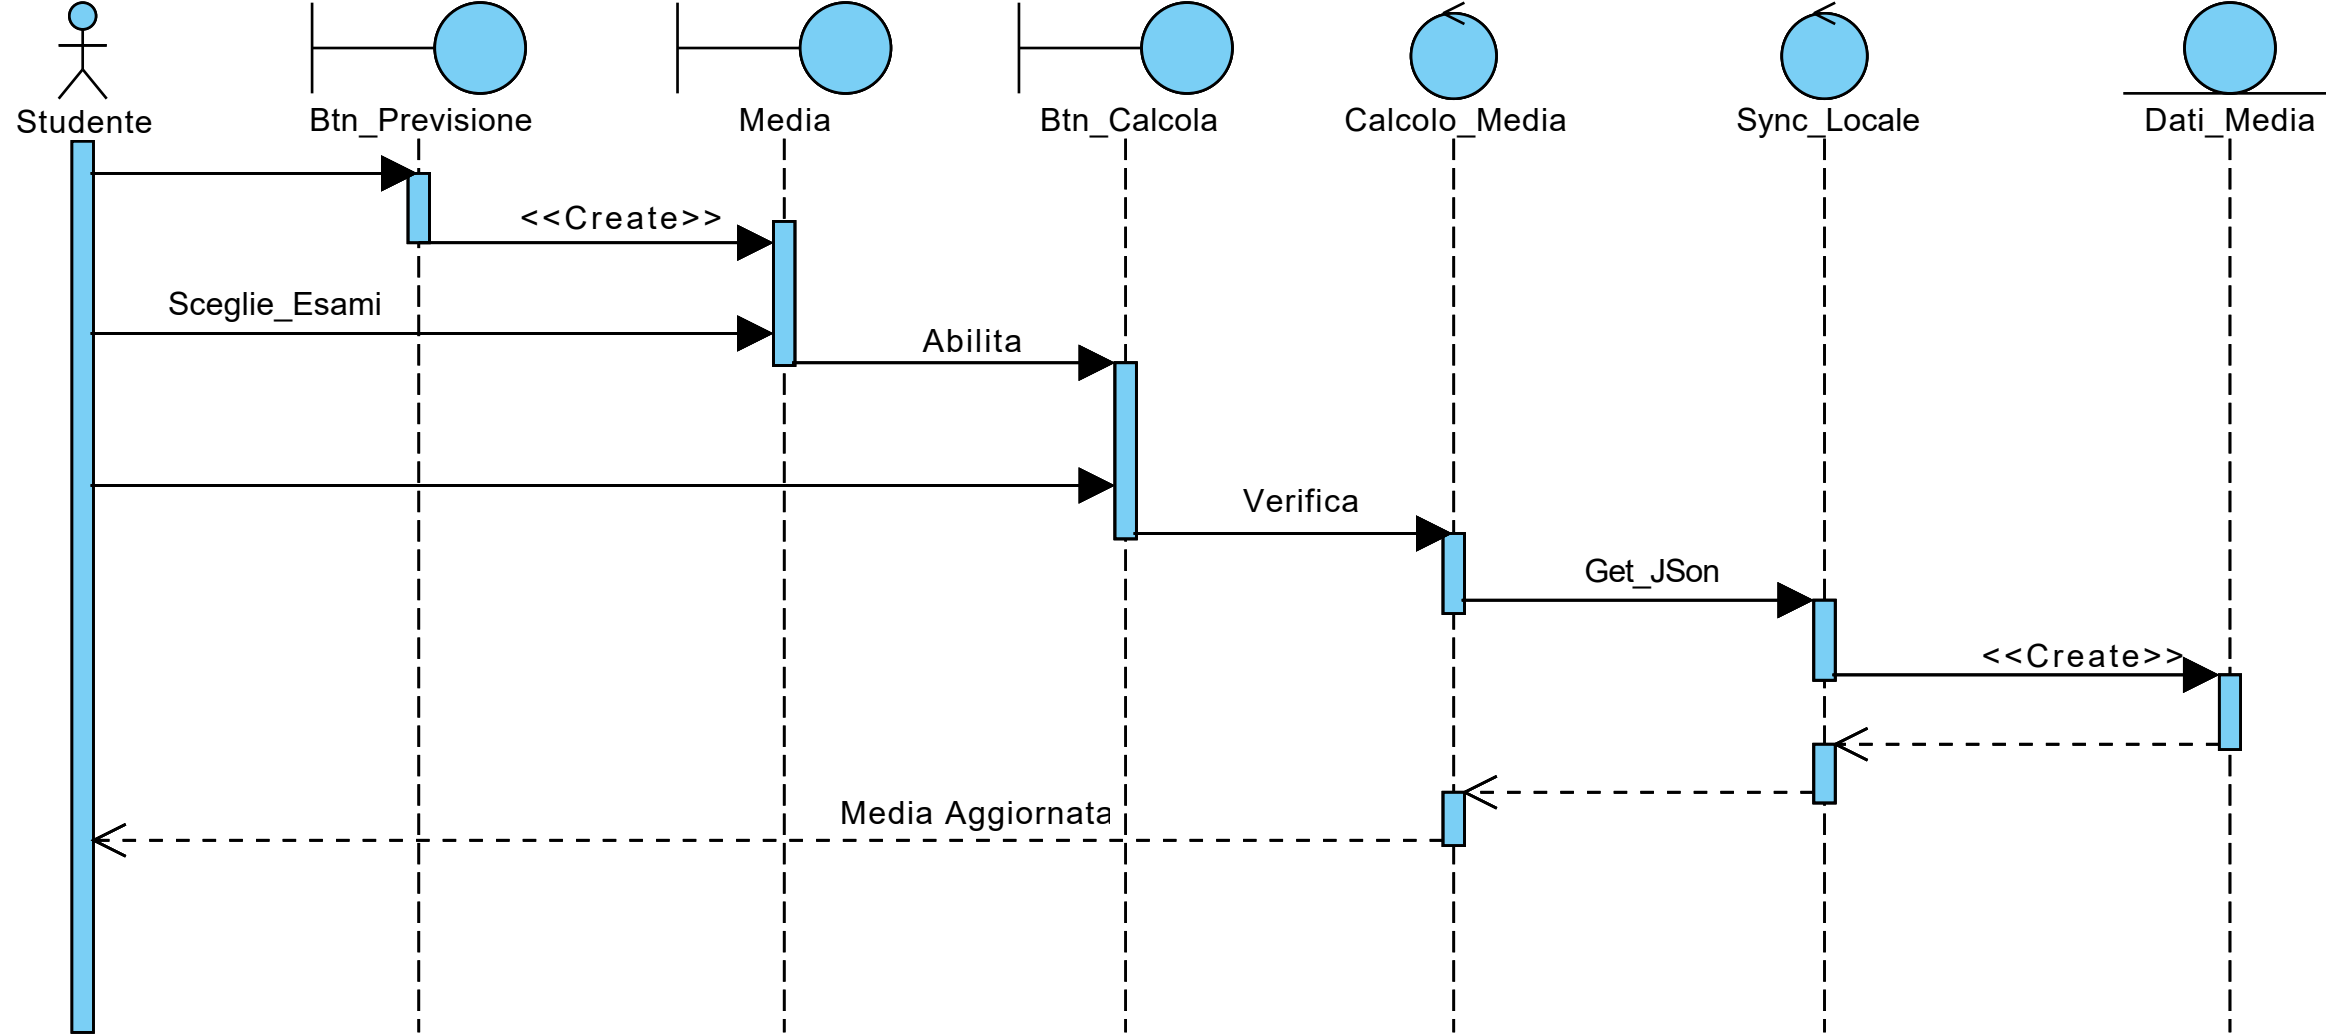 Studente
Btn_Previsione
Media
Btn_Calcola
Calcolo_Media
Sync_Locale
Dati_Media
<<Create>>
Sceglie_Esami
Abilita
Verifica
Get_JSon
<<Create>>
Media Aggiornata